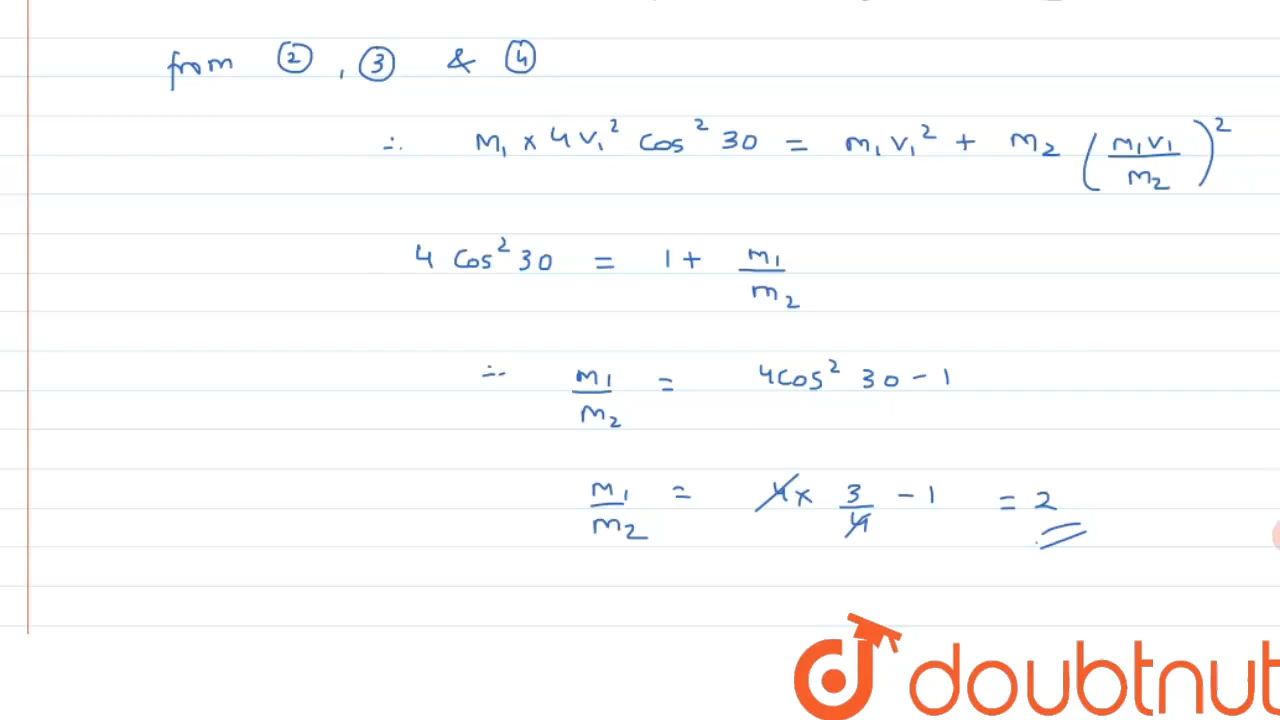 from ② , ③ & ④
∴ m₁ × 4v₁² cos² 30 = m₁v₁² + m₂ (m₁v₁/m₂)²
4 cos² 30 = 1 + m₁/m₂
∴ m₁/m₂ = 4cos² 30 - 1
m₁/m₂ = 4 × 3/4 - 1 = 2
doubtnut